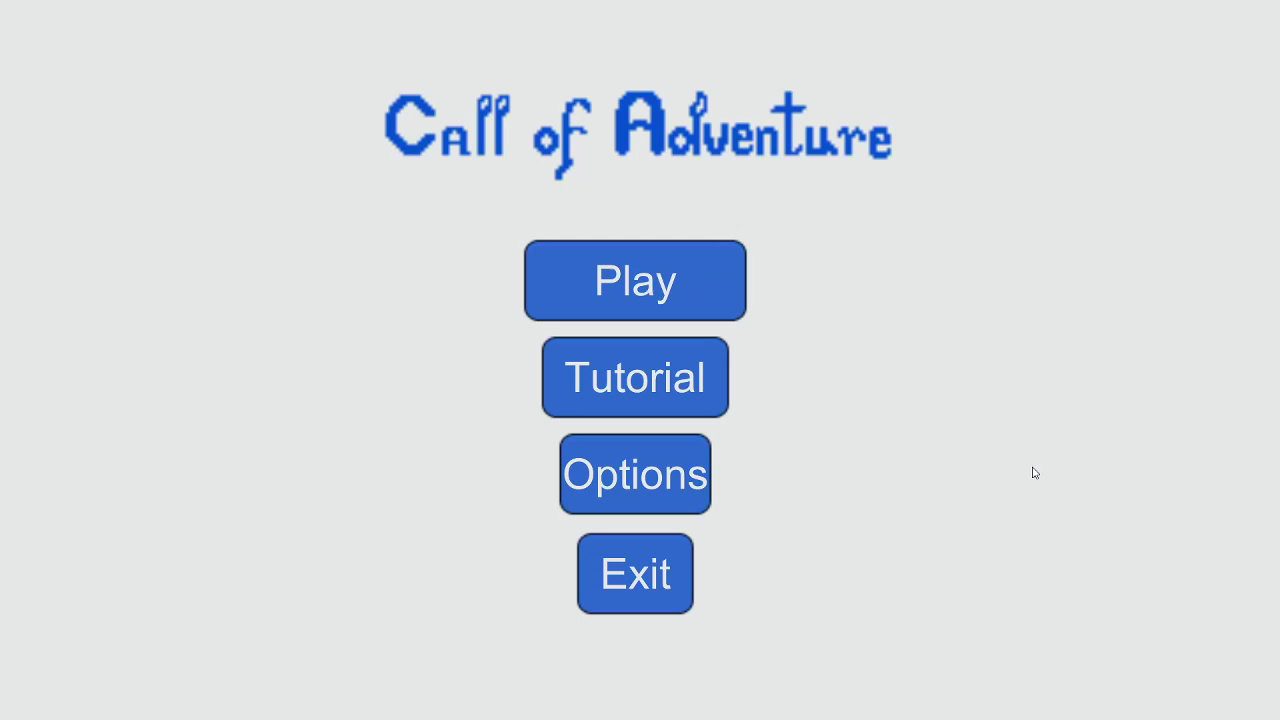 Call of Adventure
Play
Tutorial
Options
Exit